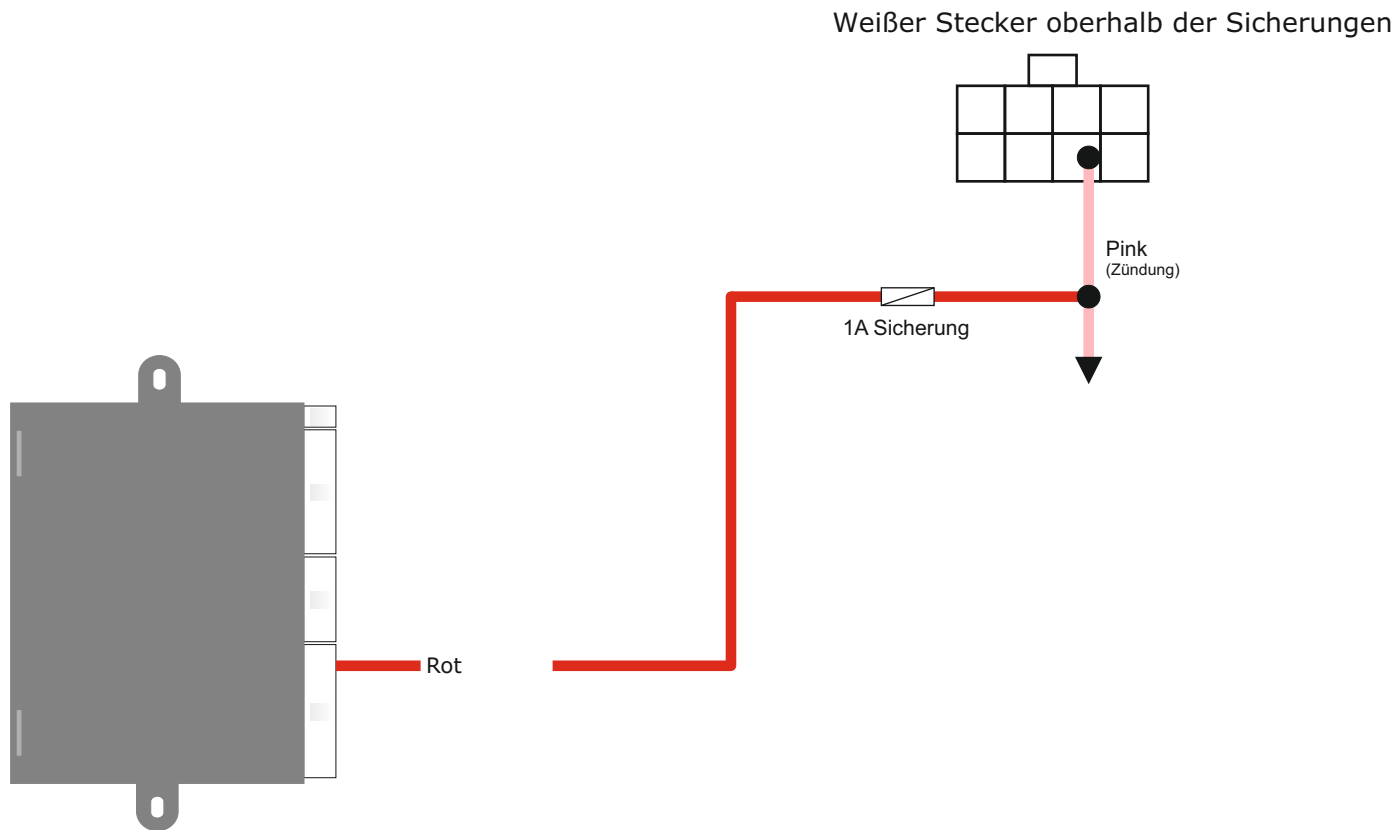 Weißer Stecker oberhalb der Sicherungen
Pink
(Zündung)
1A Sicherung
Rot